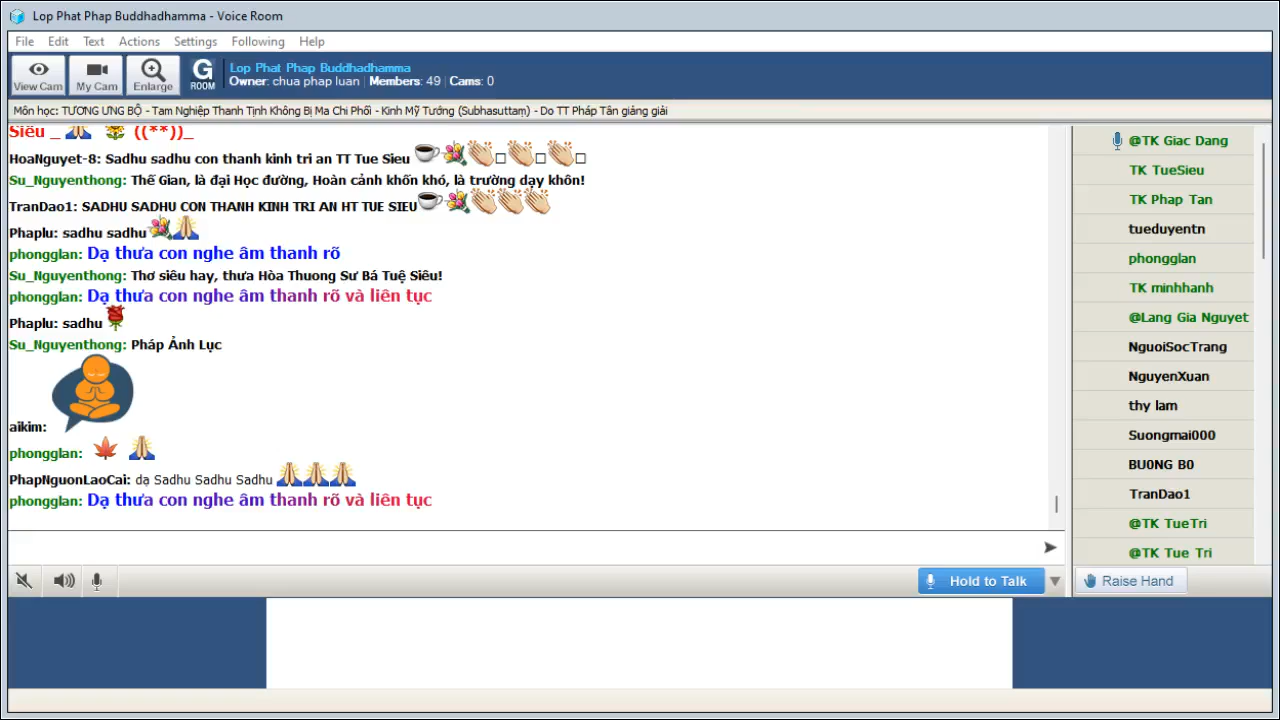 Lop Phat Phap Buddhadhamma - Voice Room
File Edit Text Actions Settings Following Help
View Cam My Cam Enlarge G ROOM
Lop Phat Phap Buddhadhamma
Owner: chua phap luan Members: 49 Cams: 0
Môn học: TƯƠNG ƯNG BỘ - Tam Nghiệp Thanh Tịnh Không Bị Ma Chi Phối - Kinh Mỹ Tướng (Subhasuttaṃ) - Do TT Pháp Tân giảng giải
Siêu _ ((**))_
HoaNguyet-8: Sadhu sadhu con thanh kinh tri an TT Tue Sieu
Su_Nguyenthong: Thế Gian, là đại Học đường, Hoàn cảnh khốn khó, là trường dạy khôn!
TranDao1: SADHU SADHU CON THANH KINH TRI AN HT TUE SIEU
Phaplu: sadhu sadhu
phongglan: Dạ thưa con nghe âm thanh rõ
Su_Nguyenthong: Thơ siêu hay, thưa Hòa Thuong Sư Bá Tuệ Siêu!
phongglan: Dạ thưa con nghe âm thanh rõ và liên tục
Phaplu: sadhu
Su_Nguyenthong: Pháp Ảnh Lục
aikim:
phongglan:
PhapNguonLaoCai: dạ Sadhu Sadhu Sadhu
phongglan: Dạ thưa con nghe âm thanh rõ và liên tục
Hold to Talk
@TK Giac Dang
TK TueSieu
TK Phap Tan
tueduyentn
phongglan
TK minhhanh
@Lang Gia Nguyet
NguoiSocTrang
NguyenXuan
thy lam
Suongmai000
BU0NG B0
TranDao1
@TK TueTri
@TK Tue Tri
Raise Hand